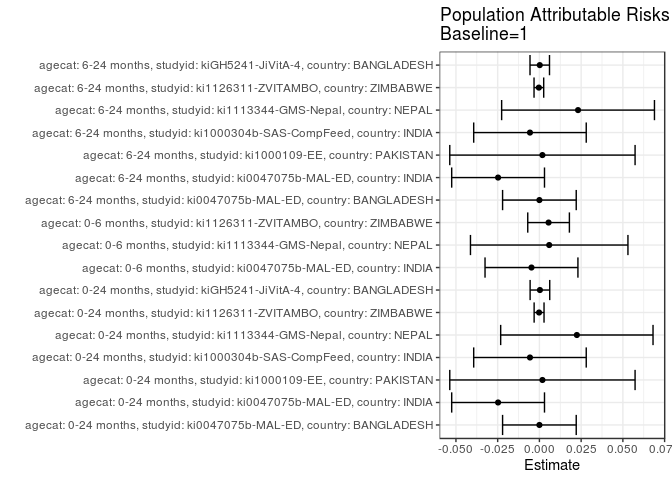 Population Attributable Risks
Baseline=1
agecat: 6-24 months, studyid: kiGH5241-JiVitA-4, country: BANGLADESH
agecat: 6-24 months, studyid: ki1126311-ZVITAMBO, country: ZIMBABWE
agecat: 6-24 months, studyid: ki1113344-GMS-Nepal, country: NEPAL
agecat: 6-24 months, studyid: ki1000304b-SAS-CompFeed, country: INDIA
agecat: 6-24 months, studyid: ki1000109-EE, country: PAKISTAN
agecat: 6-24 months, studyid: ki0047075b-MAL-ED, country: INDIA
agecat: 6-24 months, studyid: ki0047075b-MAL-ED, country: BANGLADESH
agecat: 0-6 months, studyid: ki1126311-ZVITAMBO, country: ZIMBABWE
agecat: 0-6 months, studyid: ki1113344-GMS-Nepal, country: NEPAL
agecat: 0-6 months, studyid: ki0047075b-MAL-ED, country: INDIA
agecat: 0-24 months, studyid: kiGH5241-JiVitA-4, country: BANGLADESH
agecat: 0-24 months, studyid: ki1126311-ZVITAMBO, country: ZIMBABWE
agecat: 0-24 months, studyid: ki1113344-GMS-Nepal, country: NEPAL
agecat: 0-24 months, studyid: ki1000304b-SAS-CompFeed, country: INDIA
agecat: 0-24 months, studyid: ki1000109-EE, country: PAKISTAN
agecat: 0-24 months, studyid: ki0047075b-MAL-ED, country: INDIA
agecat: 0-24 months, studyid: ki0047075b-MAL-ED, country: BANGLADESH
-0.050 -0.025 0.000 0.025 0.050 0.07
Estimate